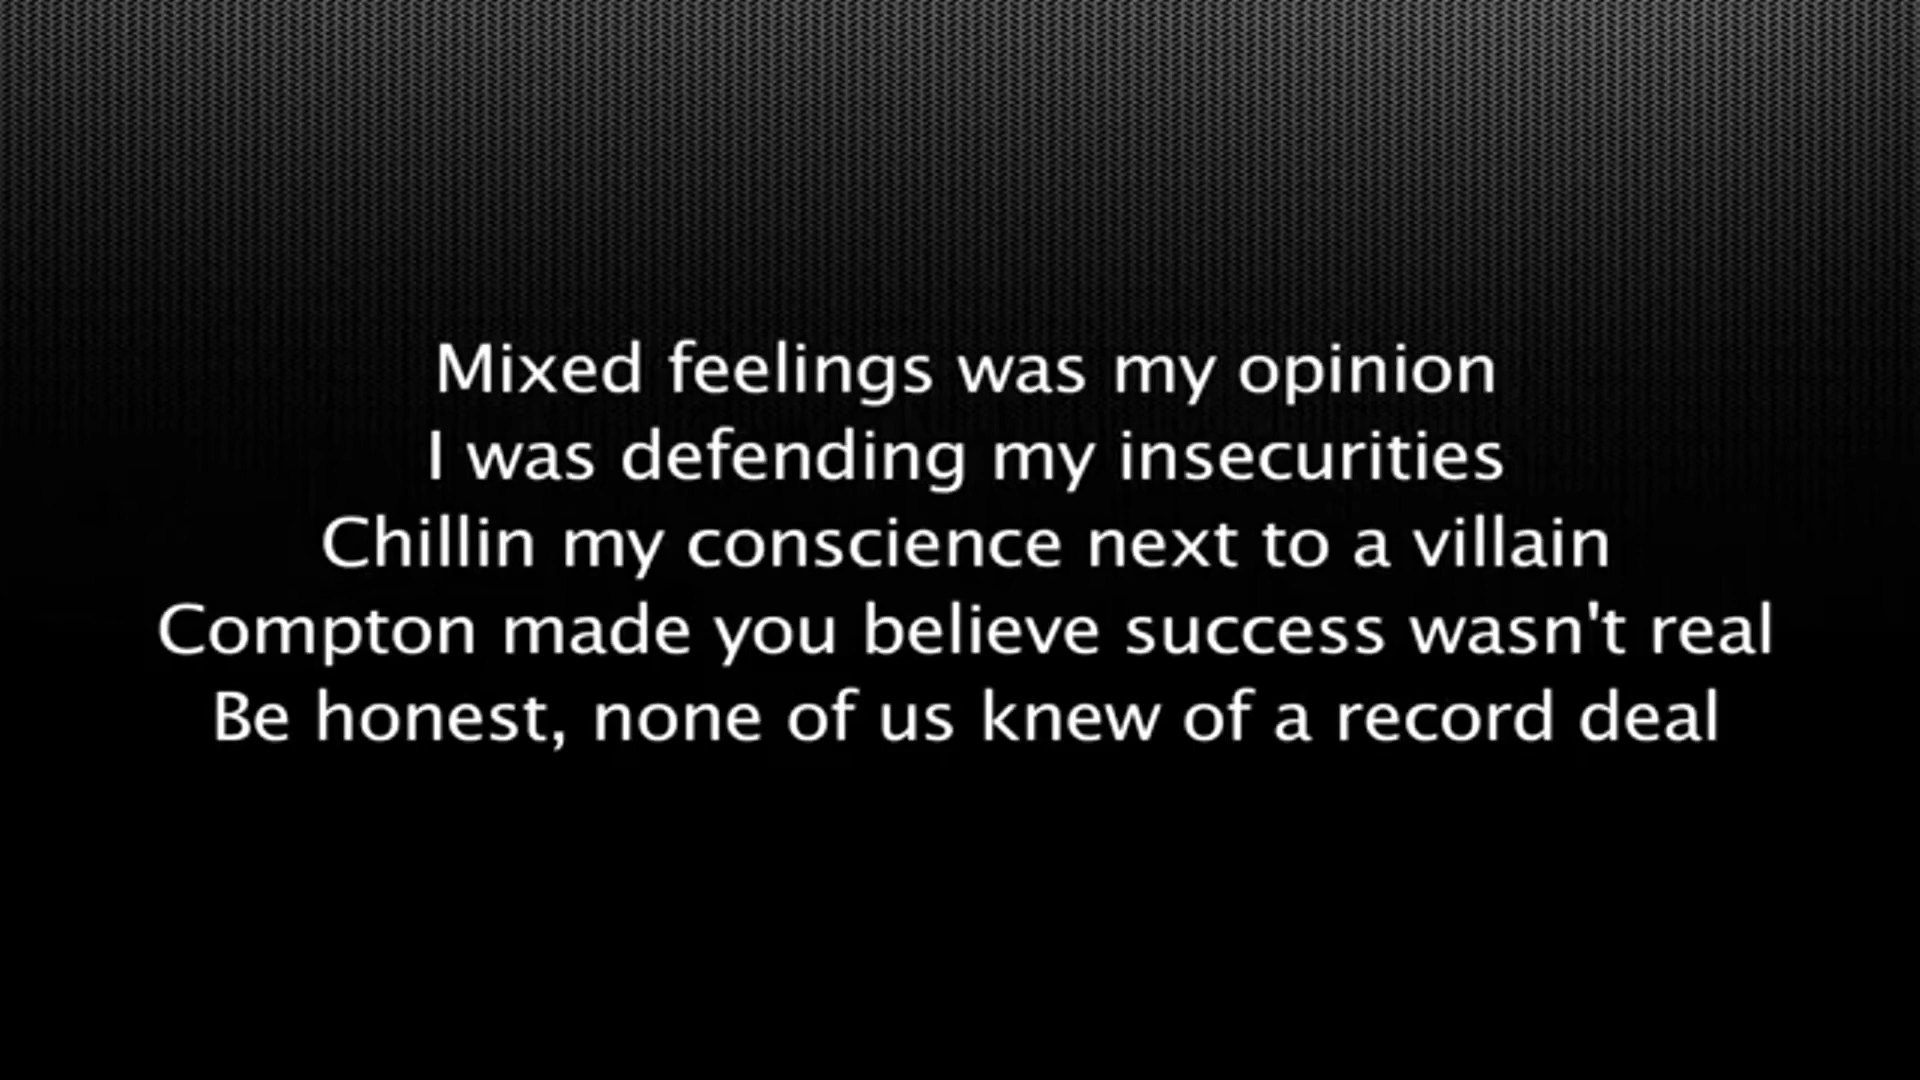 Mixed feelings was my opinion
I was defending my insecurities
Chillin my conscience next to a villain
Compton made you believe success wasn't real
Be honest, none of us knew of a record deal